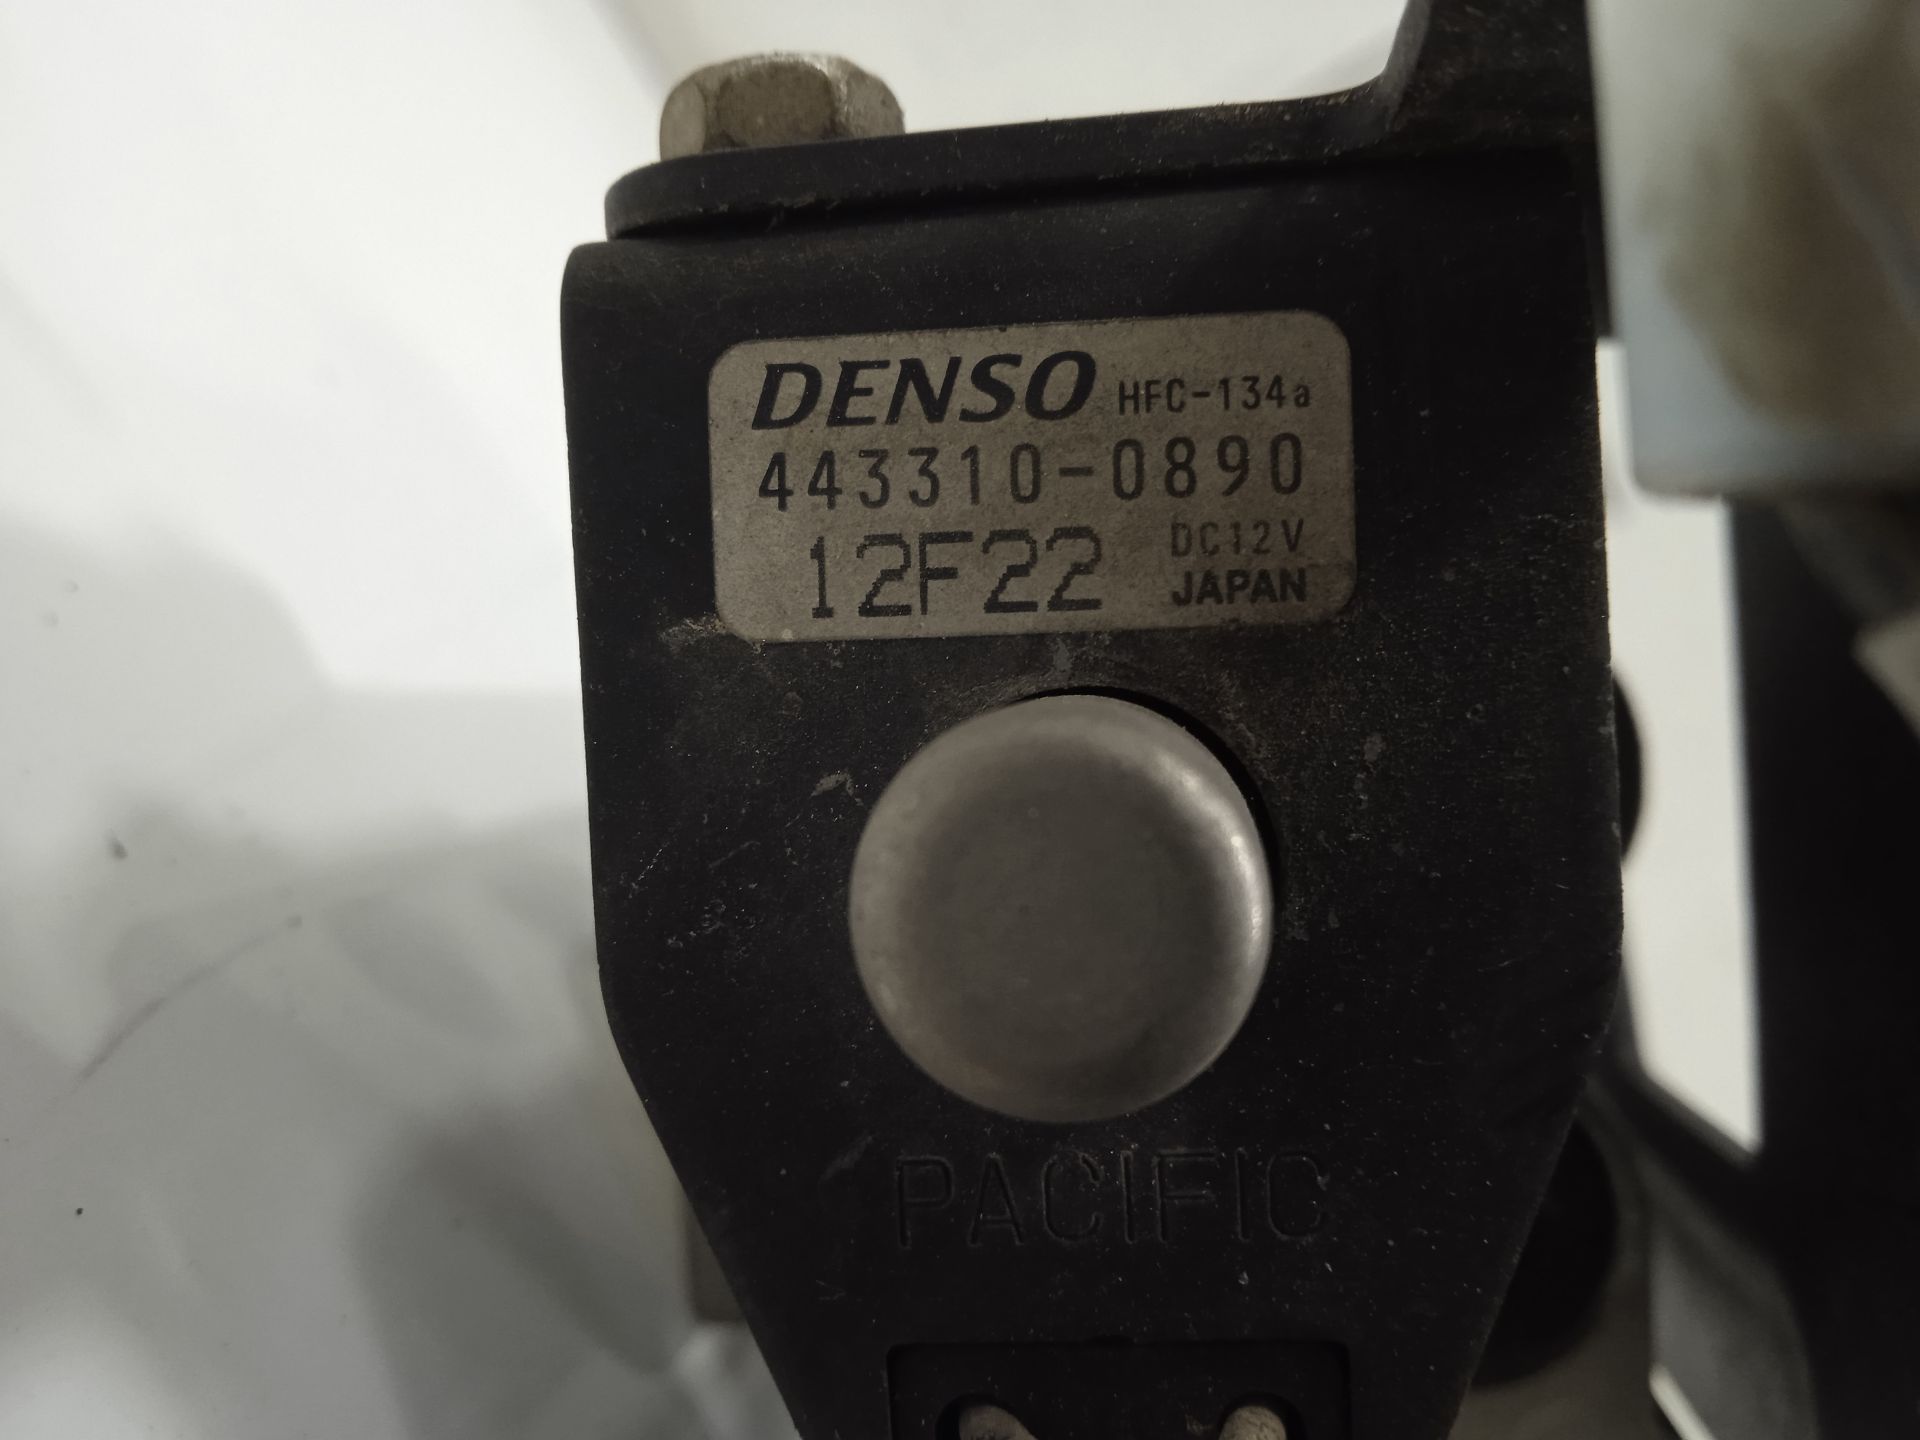 DENSO HFC-134a
443310-0890
12F22 DC12V
JAPAN
PACIFIC